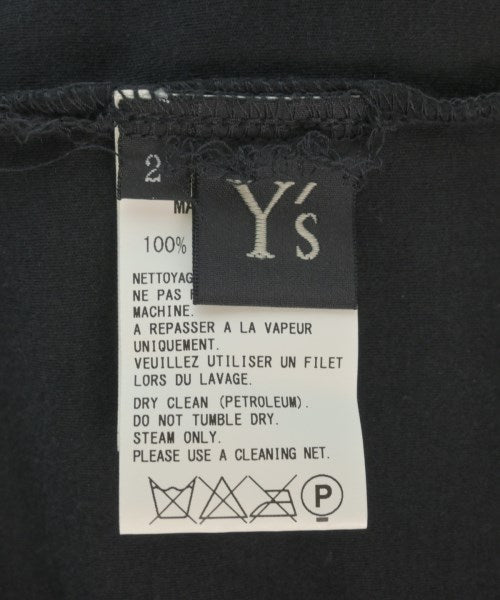 2
Y's
MA
100%
NETTOYAG
NE PAS
MACHINE.
A REPASSER A LA VAPEUR
UNIQUEMENT.
VEUILLEZ UTILISER UN FILET
LORS DU LAVAGE.
DRY CLEAN (PETROLEUM).
DO NOT TUMBLE DRY.
STEAM ONLY.
PLEASE USE A CLEANING NET.
P